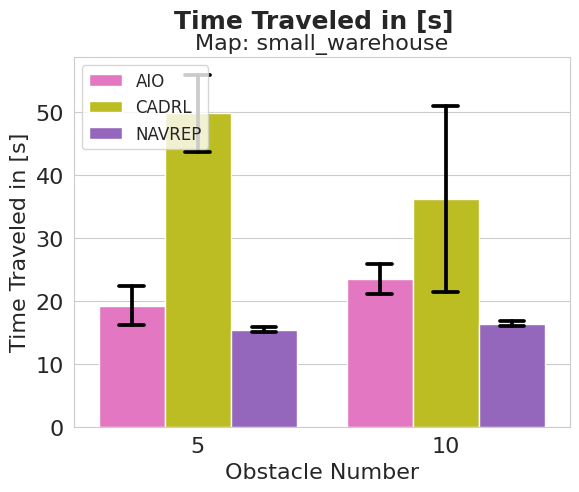 Time Traveled in [s]
Map: small_warehouse
AIO
CADRL
NAVREP
Time Traveled in [s]
50
40
30
20
10
0
5
10
Obstacle Number